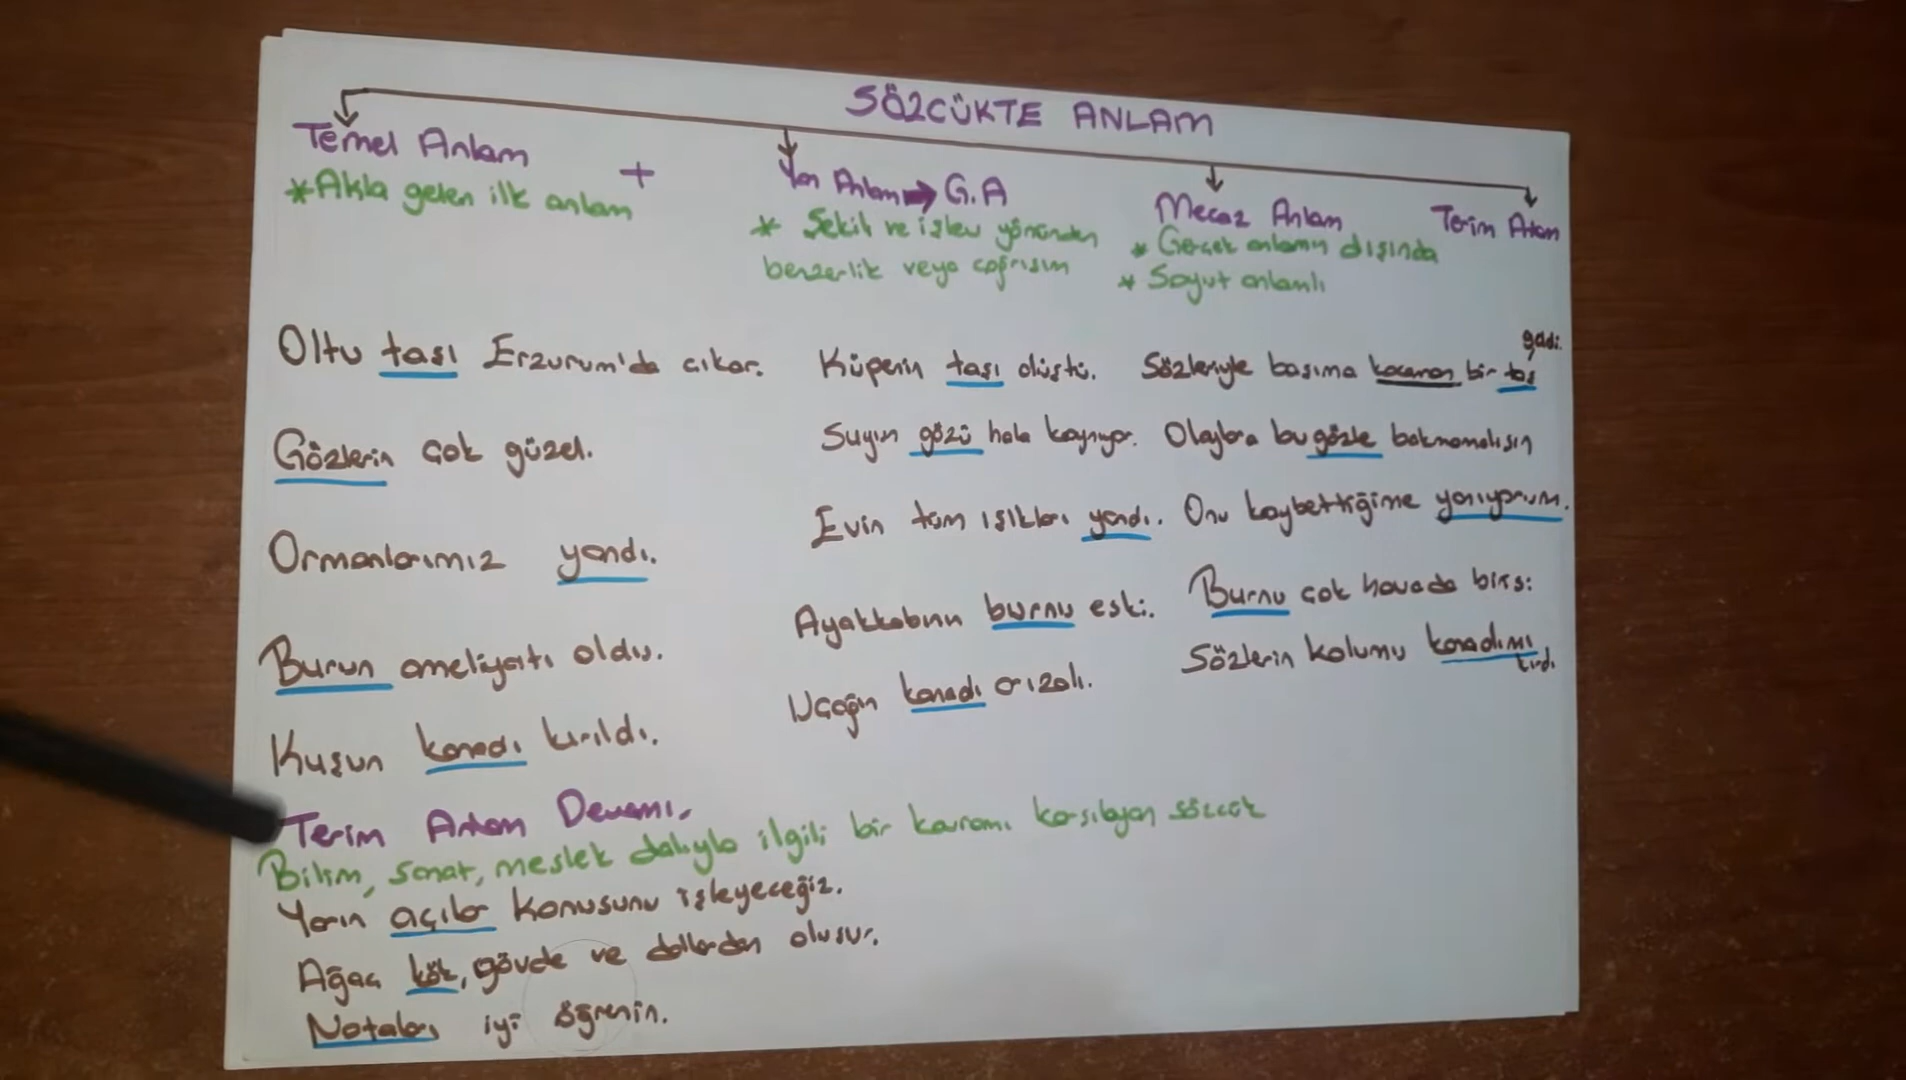 SÖZCÜKTE ANLAM
Temel Anlam
*Akla gelen ilk anlam
+
Yan Anlam → G.A
* Şekil ve işlev yönünden
benzerlik veya çağrışım
Mecaz Anlam
* Gerçek anlamın dışında
* Soyut anlamlı
Terim Anlam
Oltu taşı Erzurum'da çıkar.
Gözlerin çok güzel.
Ormanlarımız yandı.
Burun ameliyatı oldu.
Kuşun kanadı kırıldı.
Küpenin taşı düştü.
Suyun gözü hala kaynıyor.
Evin tüm ışıkları yandı.
Ayakkabının burnu eski.
Uçağın kanadı arızalı.
Sözleriyle başıma kocaman bir taş
Olaylara bu gözle bakmamalısın
Onu kaybettiğime yanıyorum.
Burnu çok havada birs:
Sözlerin kolumu kanadımı
kırdı.
Terim Anlam Devamı
Bilim, sanat, meslek dalıyla ilgili bir kavramı karşılayan sözcük
Yarın açılar konusunu işleyeceğiz.
Ağaç kök, gövde ve dallardan oluşur.
Notaları iyi öğrenin.